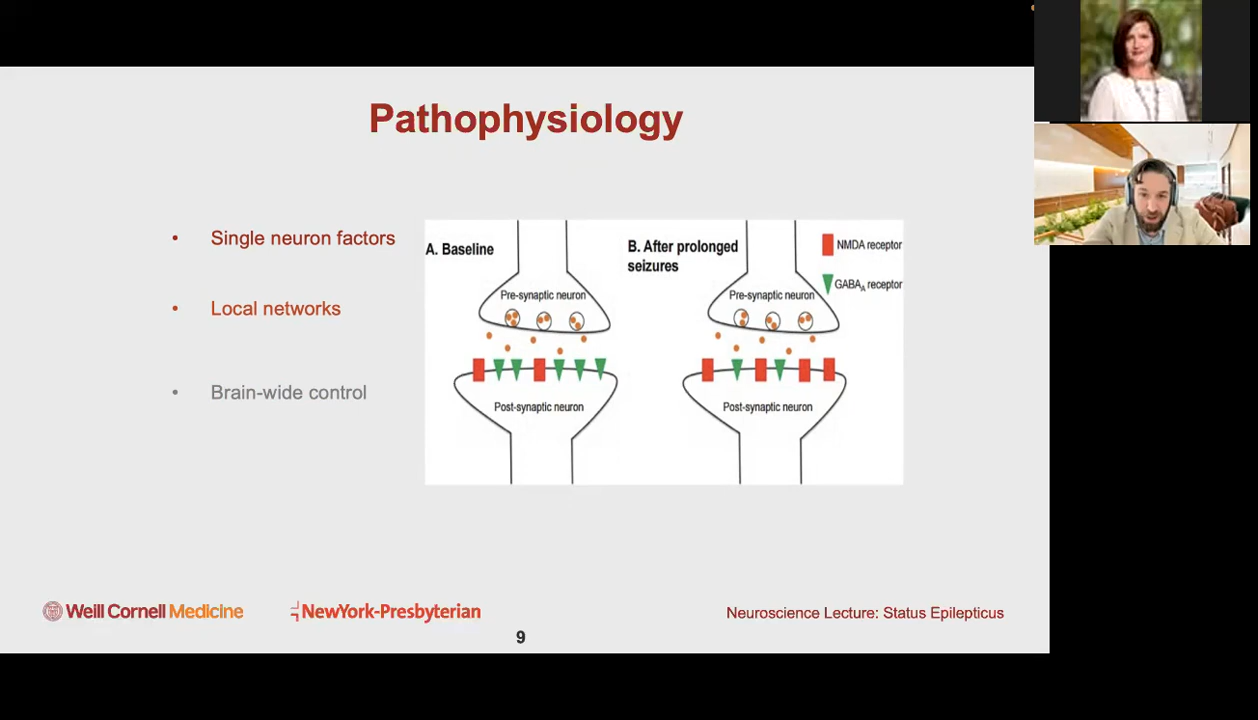 Pathophysiology
• Single neuron factors
• Local networks
• Brain-wide control
A. Baseline
Pre-synaptic neuron
Post-synaptic neuron
B. After prolonged
seizures
Pre-synaptic neuron
Post-synaptic neuron
NMDA receptor
GABAA receptor
Weill Cornell Medicine
NewYork-Presbyterian
Neuroscience Lecture: Status Epilepticus
9